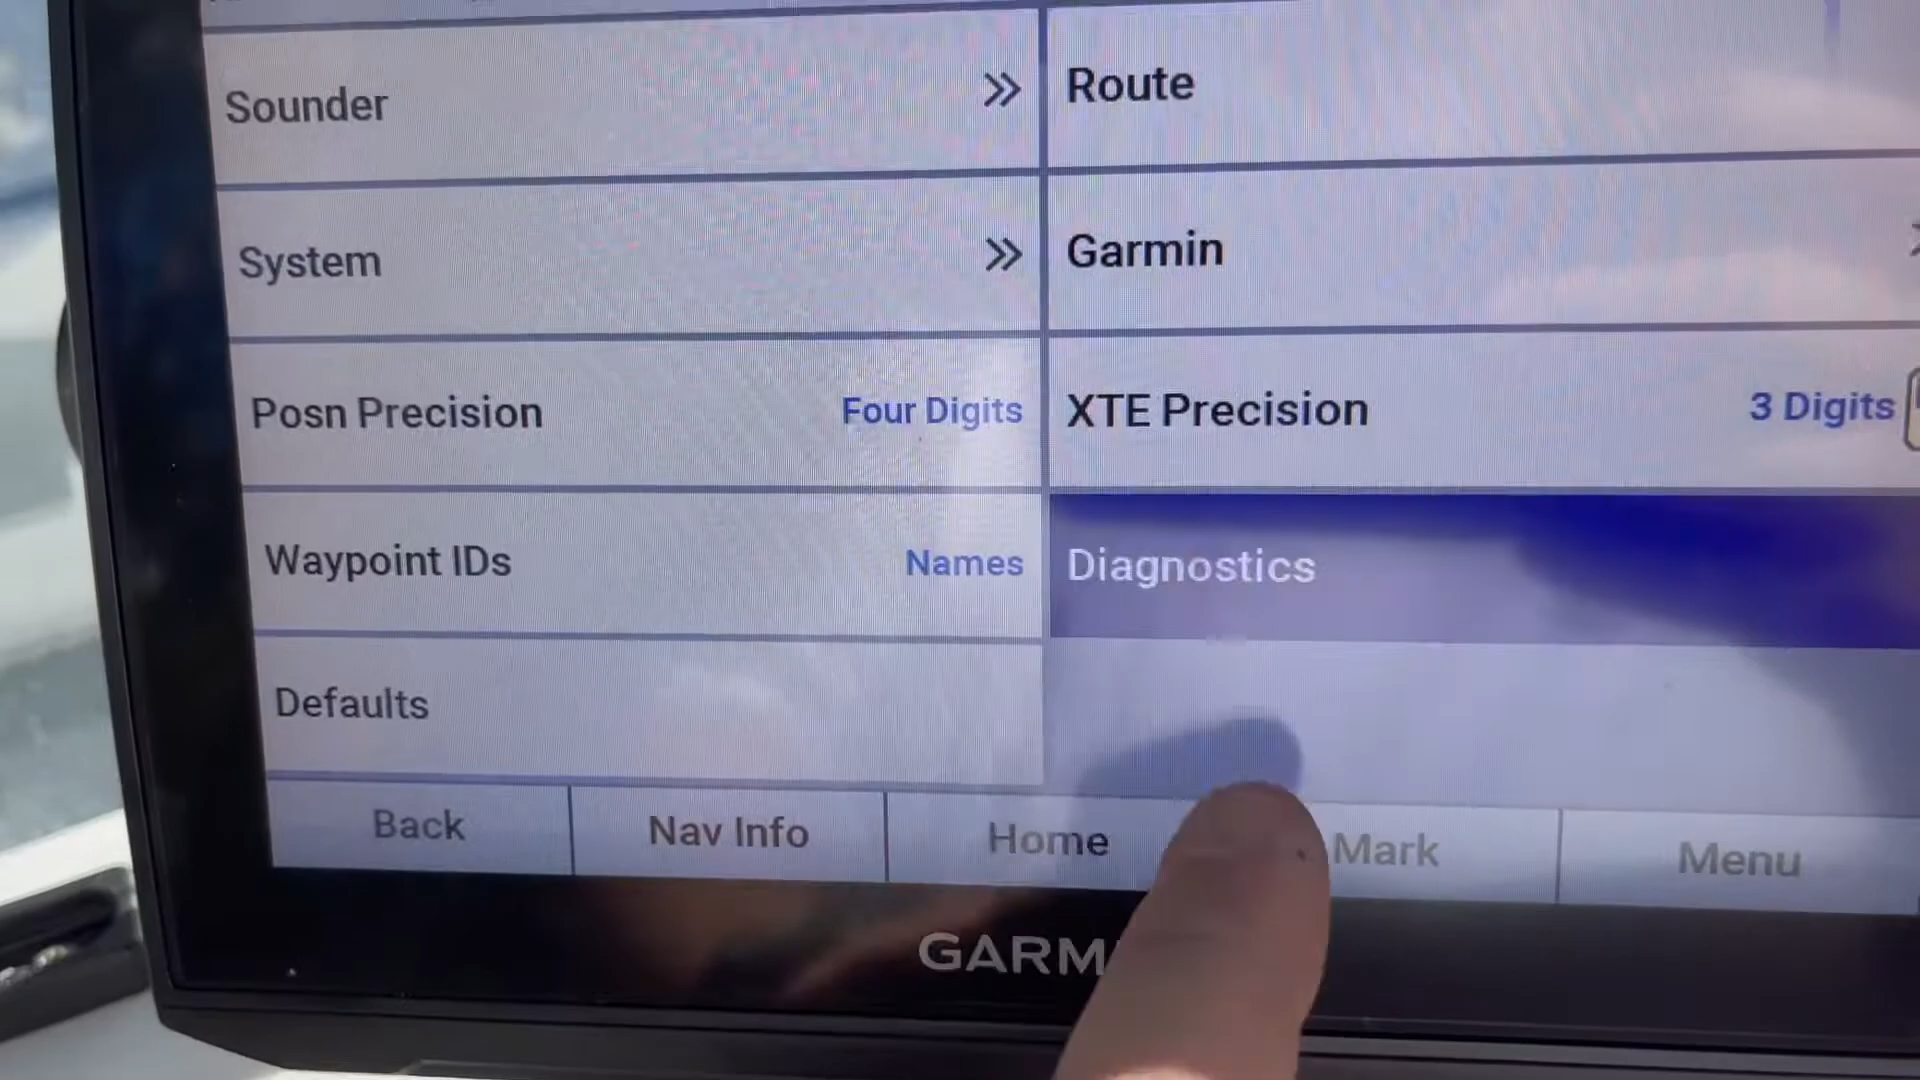 Sounder
System
Posn Precision Four Digits
Waypoint IDs Names
Defaults
Route
Garmin
XTE Precision 3 Digits
Diagnostics
Back Nav Info Home Mark Menu
GARM